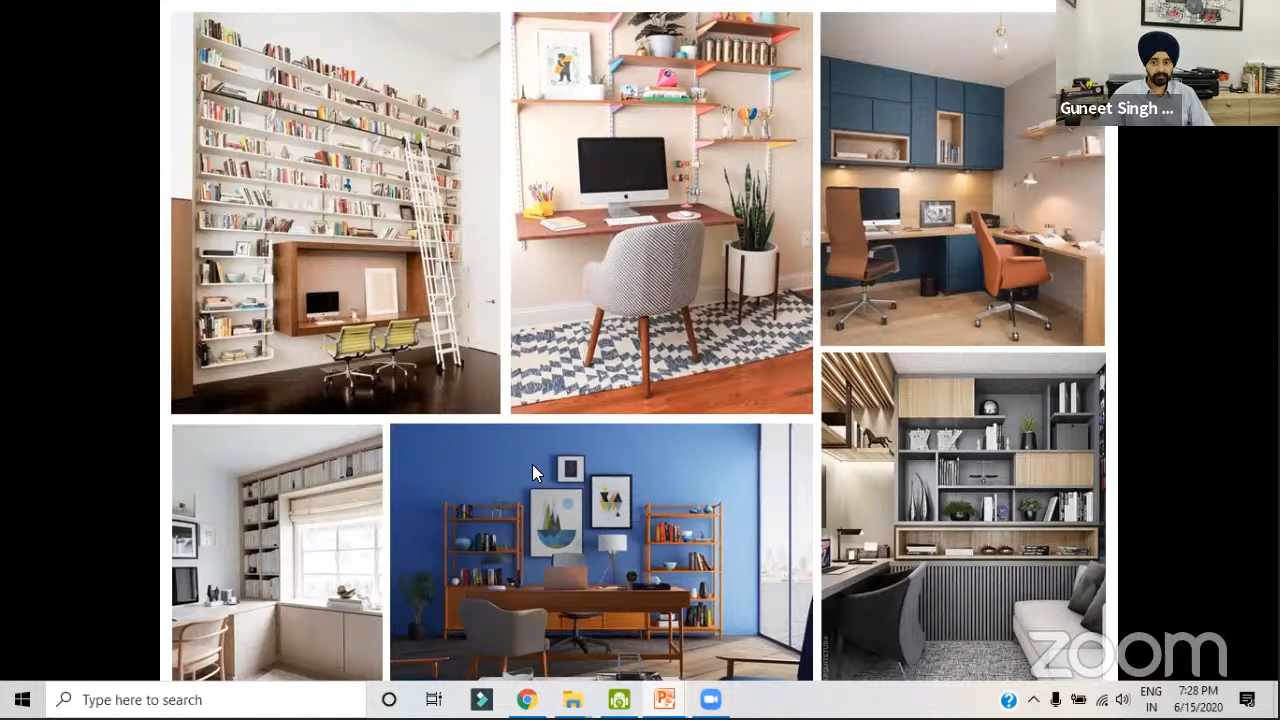 Guneet Singh ...
zoom
Type here to search
ENG
IN
7:28 PM
6/15/2020